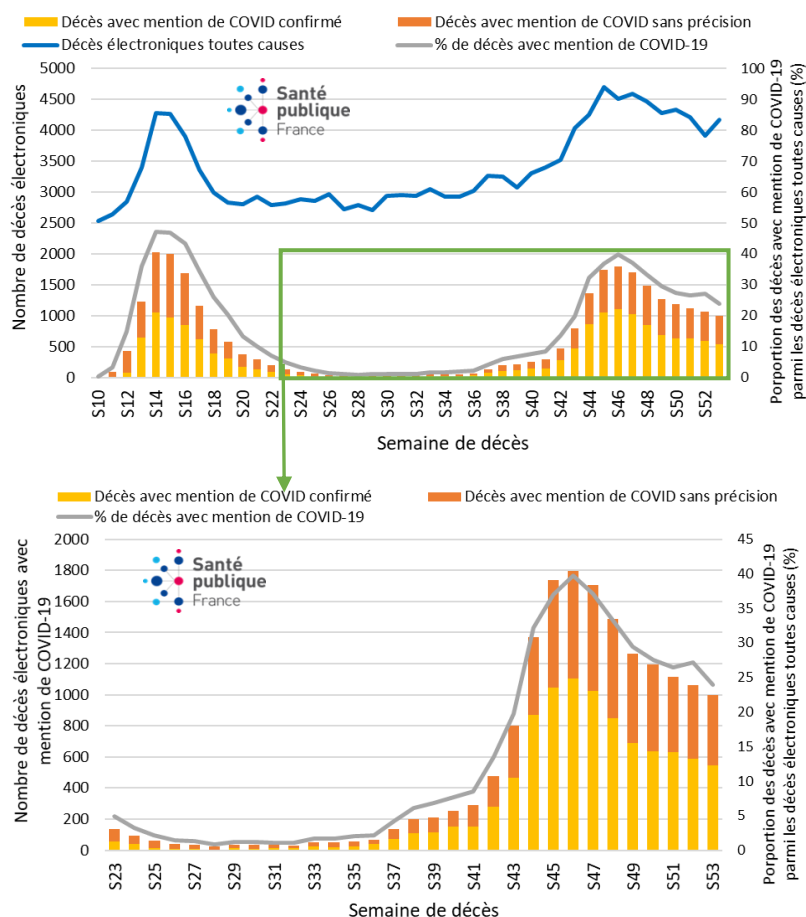 Décès avec mention de COVID confirmé
Décès avec mention de COVID sans précision
Décès électroniques toutes causes
% de décès avec mention de COVID-19
Nombre de décès électroniques
5000
4500
4000
3500
3000
2500
2000
1500
1000
500
0
Santé
publique
France
100
90
80
70
60
50
40
30
20
10
0
Porportion des décès avec mention de COVID-19
parmi les décès électroniques toutes causes (%)
S10 S12 S14 S16 S18 S20 S22 S24 S26 S28 S30 S32 S34 S36 S38 S40 S42 S44 S46 S48 S50 S52
Semaine de décès
Décès avec mention de COVID confirmé
Décès avec mention de COVID sans précision
% de décès avec mention de COVID-19
Nombre de décès électroniques avec
mention de COVID-19
2000
1800
1600
1400
1200
1000
800
600
400
200
0
Santé
publique
France
45
40
35
30
25
20
15
10
5
0
Porportion des décès avec mention de COVID-19
parmi les décès électroniques toutes causes (%)
S23 S25 S27 S29 S31 S33 S35 S37 S39 S41 S43 S45 S47 S49 S51 S53
Semaine de décès